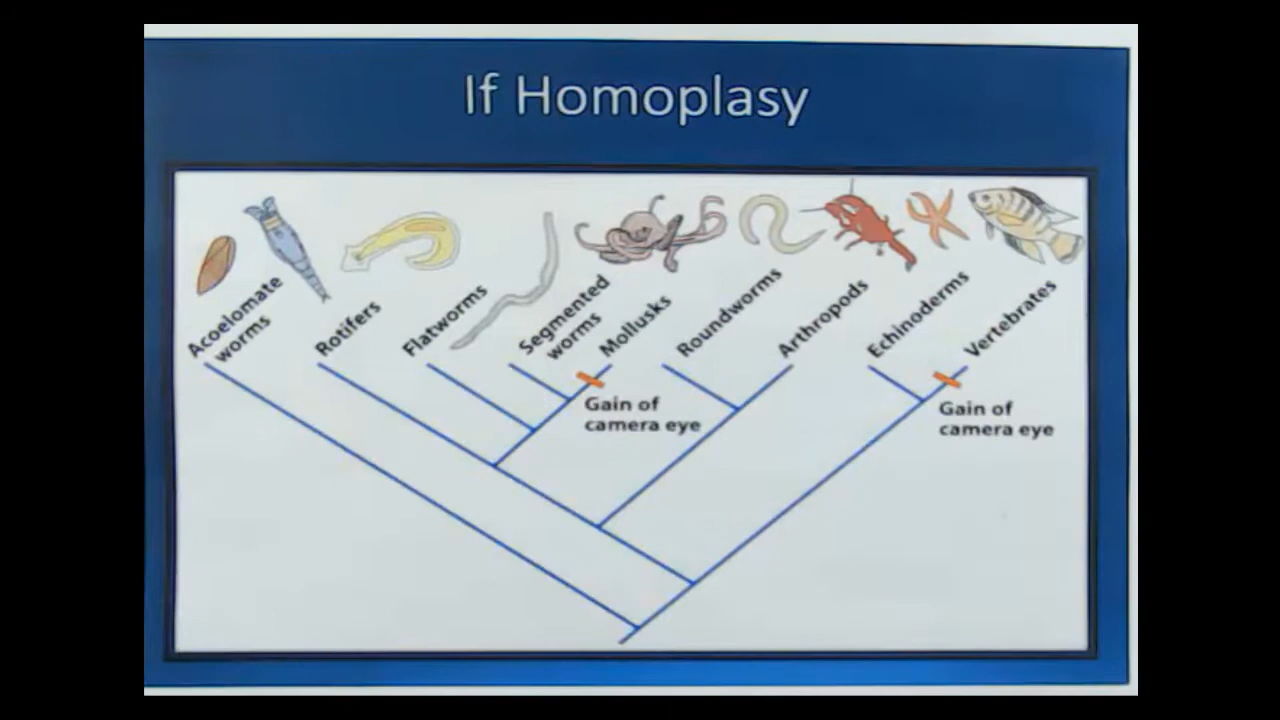 If Homoplasy
Acoelomate
worms
Rotifers
Flatworms
Segmented
worms
Mollusks
Roundworms
Arthropods
Echinoderms
Vertebrates
Gain of
camera eye
Gain of
camera eye